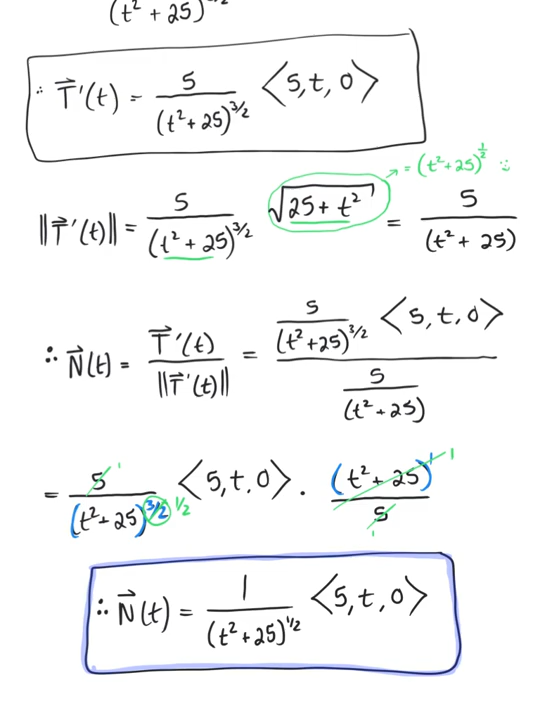 (t² + 25)
∴ T⃗'(t) = 5/(t²+25)^(3/2) <5, t, 0>
= (t²+25)^(1/2) ∵
||T⃗'(t)|| = 5/(t² + 25)^(3/2) √(25 + t²) = 5/(t² + 25)
∴ N⃗(t) = T⃗'(t)/||T⃗'(t)|| = 5/(t²+25)^(3/2) <5, t, 0> / 5/(t²+25)
= 5/(t²+25)^(3/2) <5, t, 0> · (t²+25)^1/5 1 1/2 1 1
∴ N⃗(t) = 1/(t²+25)^(1/2) <5, t, 0>